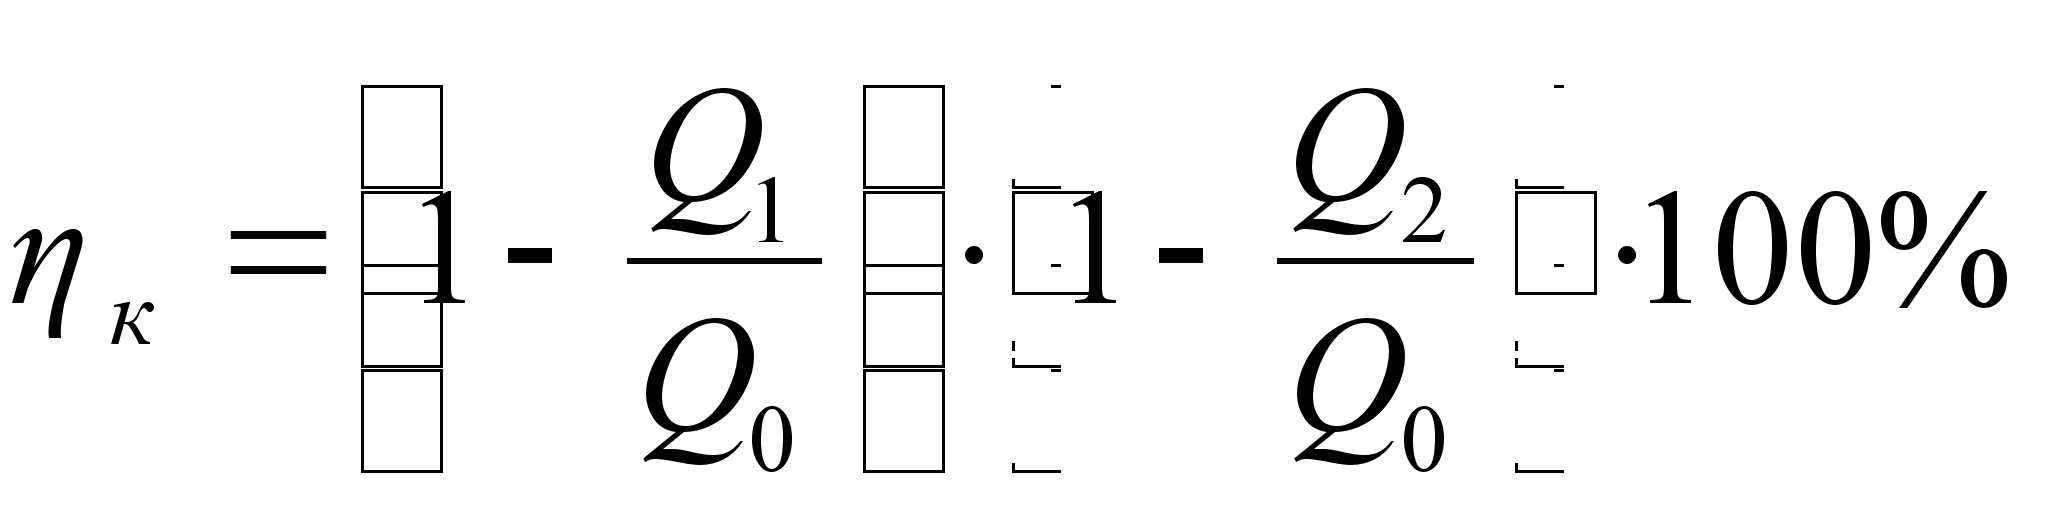 η_к = (1 - Q_1/Q_0) · (1 - Q_2/Q_0) · 100%